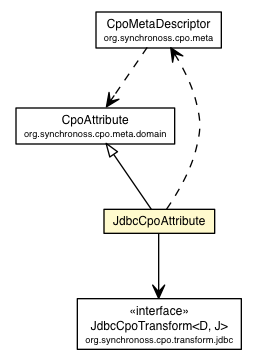 CpoMetaDescriptor
org.synchronoss.cpo.meta
CpoAttribute
org.synchronoss.cpo.meta.domain
JdbcCpoAttribute
«interface»
JdbcCpoTransform<D, J>
org.synchronoss.cpo.transform.jdbc